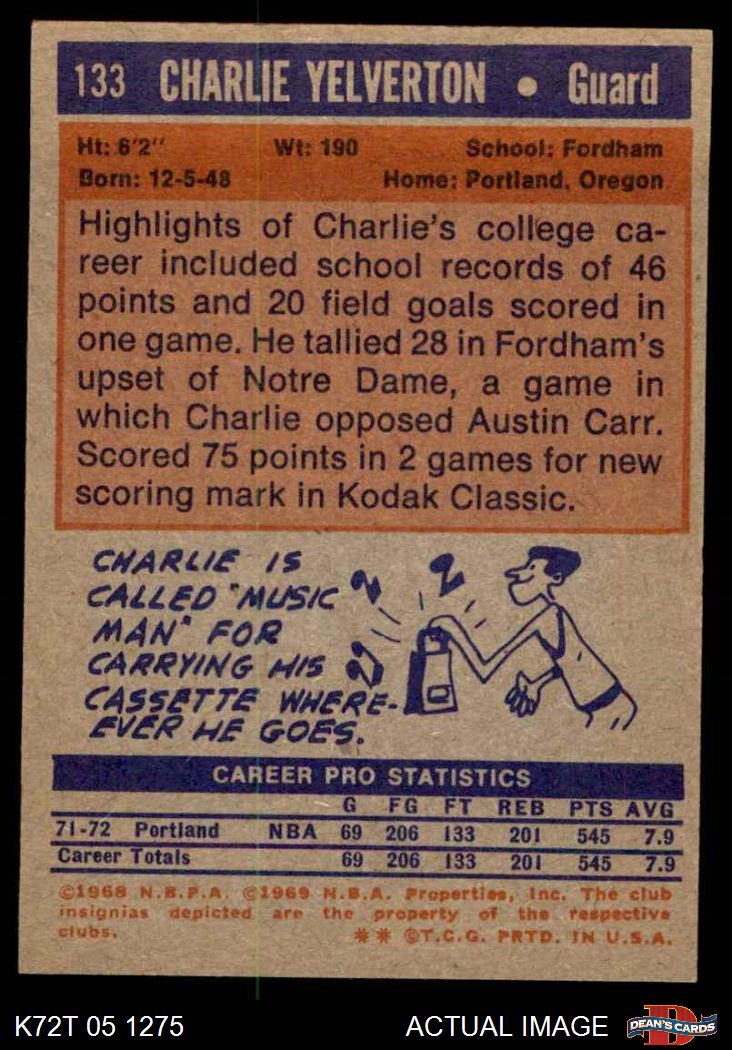 133 CHARLIE YELVERTON • Guard
Ht: 6'2" Wt: 190 School: Fordham
Born: 12-5-48 Home: Portland, Oregon
Highlights of Charlie's college ca-
reer included school records of 46
points and 20 field goals scored in
one game. He tallied 28 in Fordham's
upset of Notre Dame, a game in
which Charlie opposed Austin Carr.
Scored 75 points in 2 games for new
scoring mark in Kodak Classic.
CHARLIE IS
CALLED "MUSIC
MAN" FOR
CARRYING HIS
CASSETTE WHERE-
EVER HE GOES.
CAREER PRO STATISTICS
G FG FT REB PTS AVG
71-72 Portland NBA 69 206 133 201 545 7.9
Career Totals 69 206 133 201 545 7.9
©1968 N.B.P.A. ©1969 N.B.A. Properties, Inc. The club
insignias depicted are the property of the respective
clubs. ** ©T.C.G. PRTD. IN U.S.A.
K72T 05 1275 ACTUAL IMAGE DEAN'S CARDS